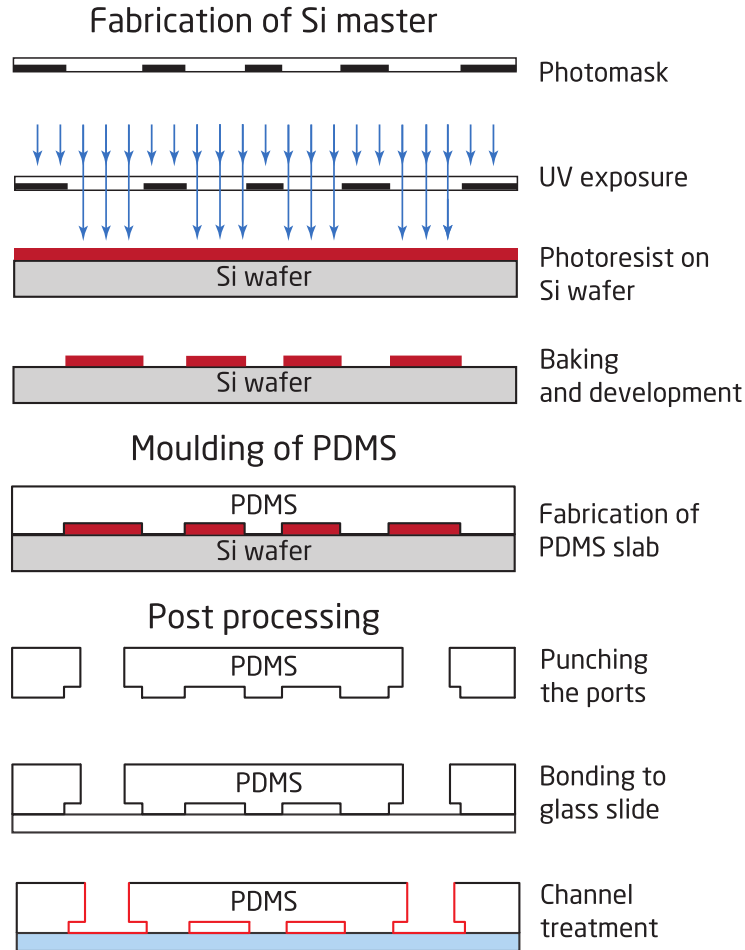 Fabrication of Si master
Photomask
UV exposure
Photoresist on
Si wafer
Si wafer
Baking
and development
Si wafer
Moulding of PDMS
PDMS
Si wafer
Fabrication of
PDMS slab
Post processing
PDMS
Punching
the ports
PDMS
Bonding to
glass slide
PDMS
Channel
treatment